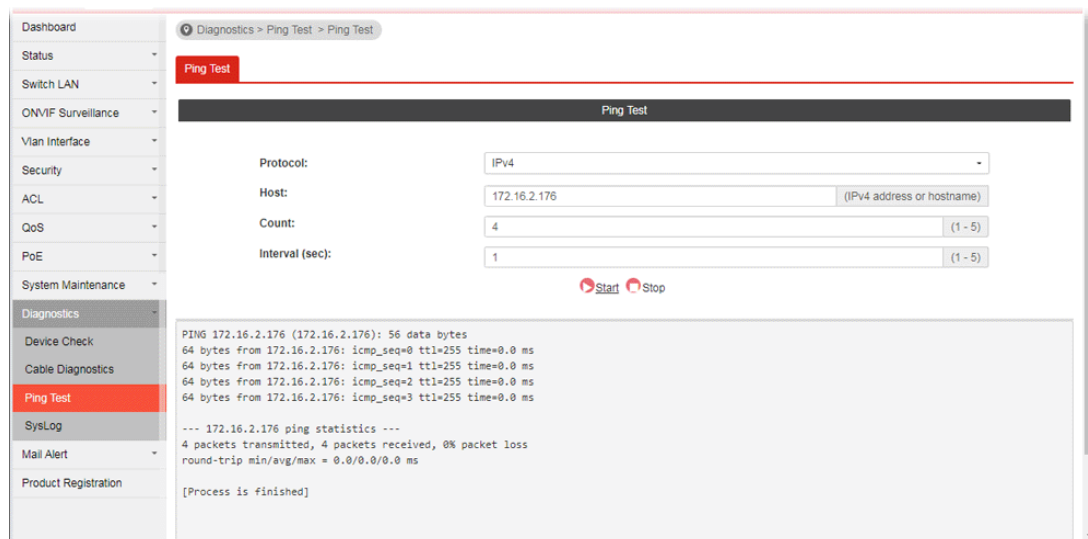 Dashboard
Status
Switch LAN
ONVIF Surveillance
Vlan Interface
Security
ACL
QoS
PoE
System Maintenance
Diagnostics
Device Check
Cable Diagnostics
Ping Test
SysLog
Mail Alert
Product Registration
Diagnostics > Ping Test > Ping Test
Ping Test
Ping Test
Protocol: IPv4
Host: 172.16.2.176 (IPv4 address or hostname)
Count: 4 (1 - 5)
Interval (sec): 1 (1 - 5)
Start Stop
PING 172.16.2.176 (172.16.2.176): 56 data bytes
64 bytes from 172.16.2.176: icmp_seq=0 ttl=255 time=0.0 ms
64 bytes from 172.16.2.176: icmp_seq=1 ttl=255 time=0.0 ms
64 bytes from 172.16.2.176: icmp_seq=2 ttl=255 time=0.0 ms
64 bytes from 172.16.2.176: icmp_seq=3 ttl=255 time=0.0 ms
--- 172.16.2.176 ping statistics ---
4 packets transmitted, 4 packets received, 0% packet loss
round-trip min/avg/max = 0.0/0.0/0.0 ms
[Process is finished]